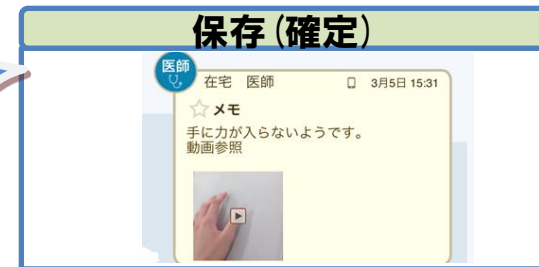 保存(確定)
医師
在宅 医師 3月5日 15:31
メモ
手に力が入らないようです。
動画参照